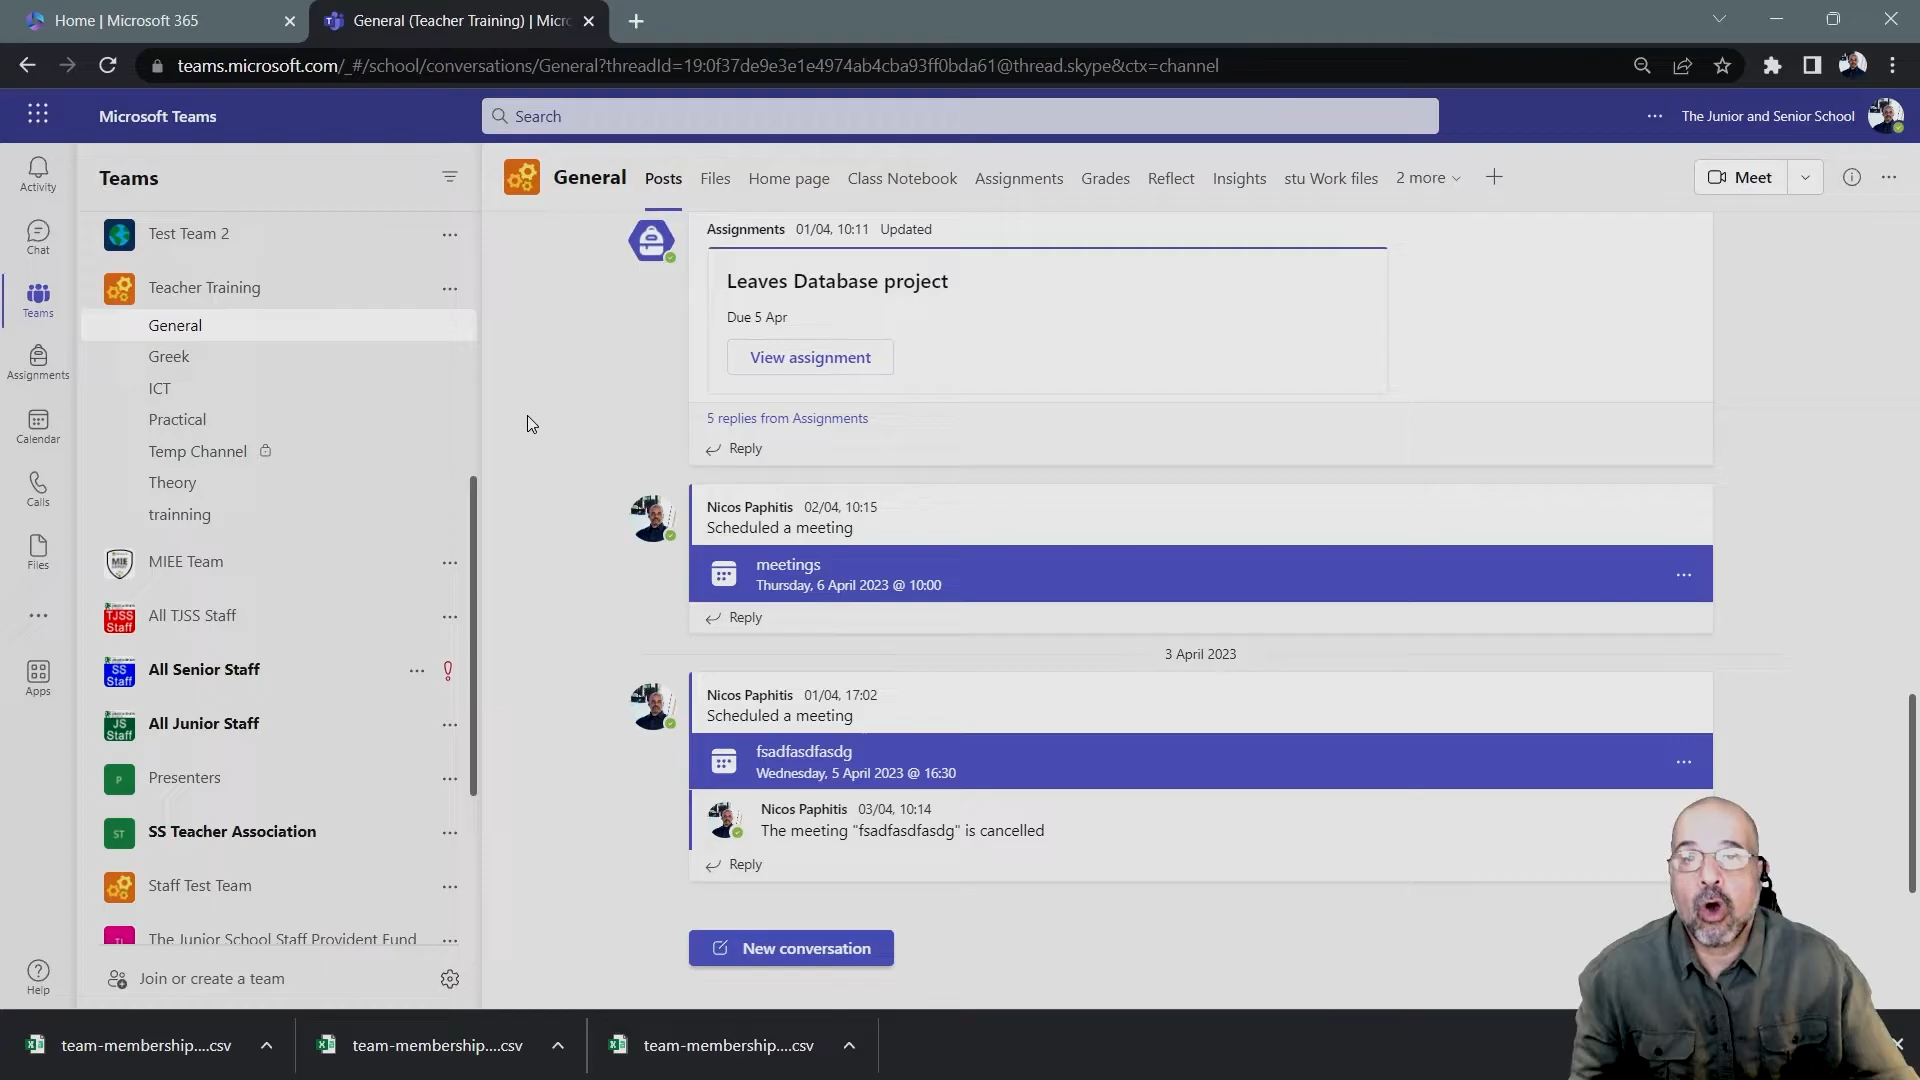 Home | Microsoft 365
General (Teacher Training) | Micr
teams.microsoft.com/_#/school/conversations/General?threadId=19:0f37de9e3e1e4974ab4cba93ff0bda61@thread.skype&ctx=channel
Microsoft Teams
Search
The Junior and Senior School
Activity
Chat
Teams
Assignments
Calendar
Calls
Files
Apps
Help
Teams
Test Team 2
Teacher Training
General
Greek
ICT
Practical
Temp Channel
Theory
trainning
MIE
MIEE Team
TJSS
Staff
All TJSS Staff
SS
Staff
All Senior Staff
JS
Staff
All Junior Staff
P
Presenters
ST
SS Teacher Association
Staff Test Team
The Junior School Staff Provident Fund
Join or create a team
General Posts Files Home page Class Notebook Assignments Grades Reflect Insights stu Work files 2 more
Meet
Assignments 01/04, 10:11 Updated
Leaves Database project
Due 5 Apr
View assignment
5 replies from Assignments
Reply
Nicos Paphitis 02/04, 10:15
Scheduled a meeting
meetings
Thursday, 6 April 2023 @ 10:00
Reply
3 April 2023
Nicos Paphitis 01/04, 17:02
Scheduled a meeting
fsadfasdfasdg
Wednesday, 5 April 2023 @ 16:30
Nicos Paphitis 03/04, 10:14
The meeting "fsadfasdfasdg" is cancelled
Reply
New conversation
team-membership....csv
team-membership....csv
team-membership....csv